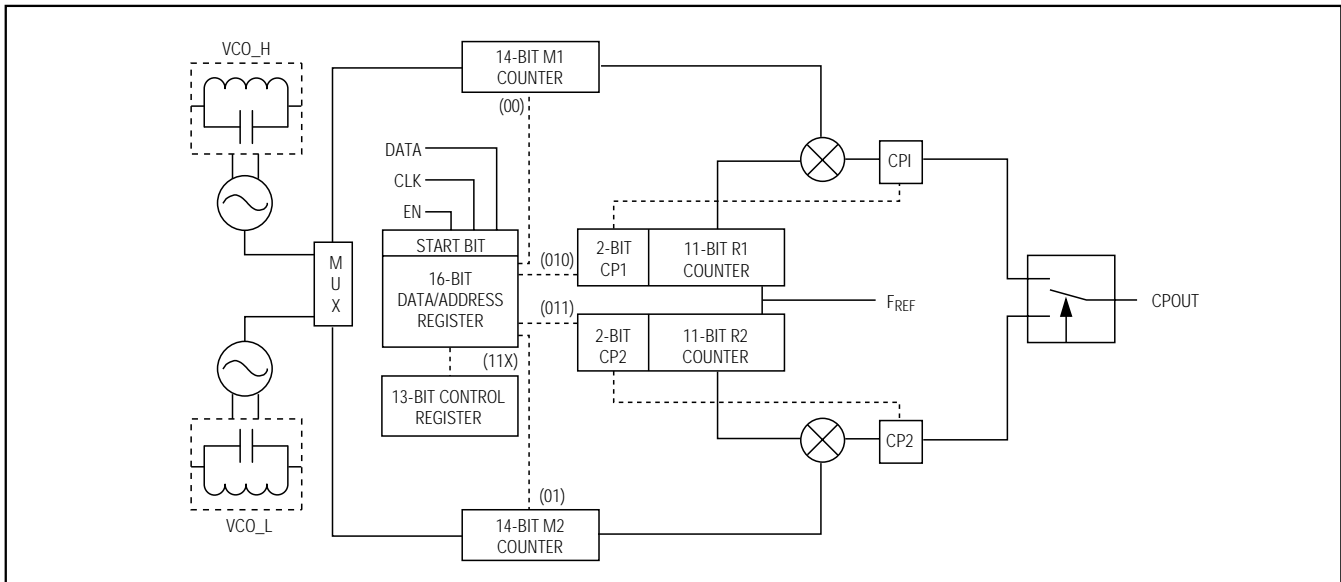 VCO_H
14-BIT M1
COUNTER
(00)
DATA
CLK
EN
CPI
START BIT
16-BIT
DATA/ADDRESS
REGISTER
(010)
2-BIT
CP1
11-BIT R1
COUNTER
M
U
X
FREF
CPOUT
(011)
2-BIT
CP2
11-BIT R2
COUNTER
(11X)
13-BIT CONTROL
REGISTER
CP2
(01)
14-BIT M2
COUNTER
VCO_L